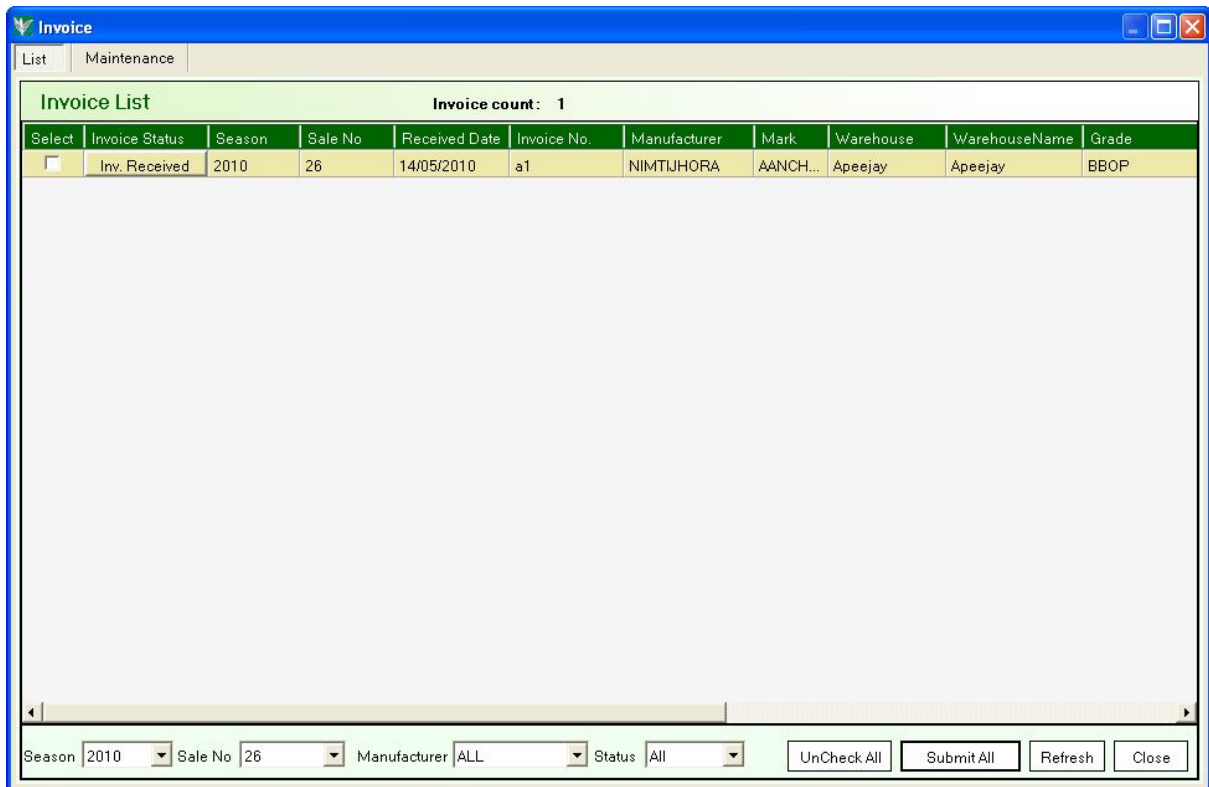 Invoice
List Maintenance
Invoice List Invoice count: 1
Select Invoice Status Season Sale No Received Date Invoice No. Manufacturer Mark Warehouse WarehouseName Grade
Inv. Received 2010 26 14/05/2010 a1 NIMTIJHORA AANCH... Apeejay Apeejay BBOP
Season 2010 Sale No 26 Manufacturer ALL Status All UnCheck All Submit All Refresh Close